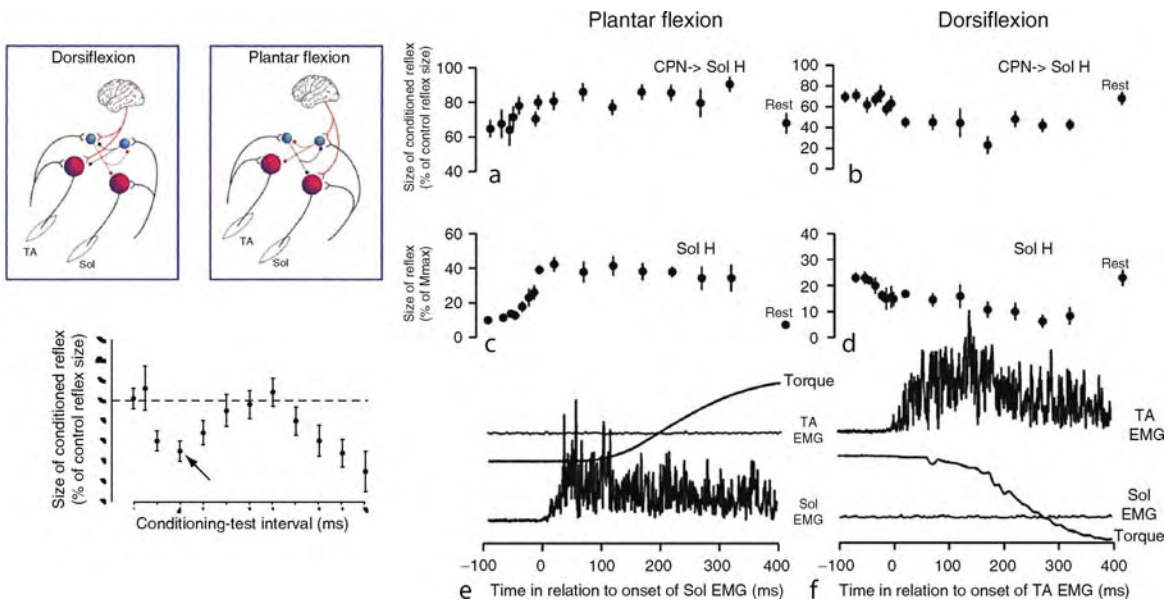 Dorsiflexion
TA
Sol
Plantar flexion
TA
Sol
Size of conditioned reflex
(% of control reflex size)
Conditioning-test interval (ms)
Plantar flexion
Size of conditioned reflex
(% of control reflex size)
100
80
60
40
CPN-> Sol H
Rest
a
Size of reflex
(% of Mmax)
60
40
20
0
Sol H
Rest
c
Torque
TA
EMG
Sol
EMG
−100
0
100
200
300
400
e
Time in relation to onset of Sol EMG (ms)
Dorsiflexion
100
80
60
40
20
0
CPN-> Sol H
Rest
b
40
30
20
10
0
Sol H
Rest
d
TA
EMG
Sol
EMG
Torque
−100
0
100
200
300
400
f
Time in relation to onset of TA EMG (ms)